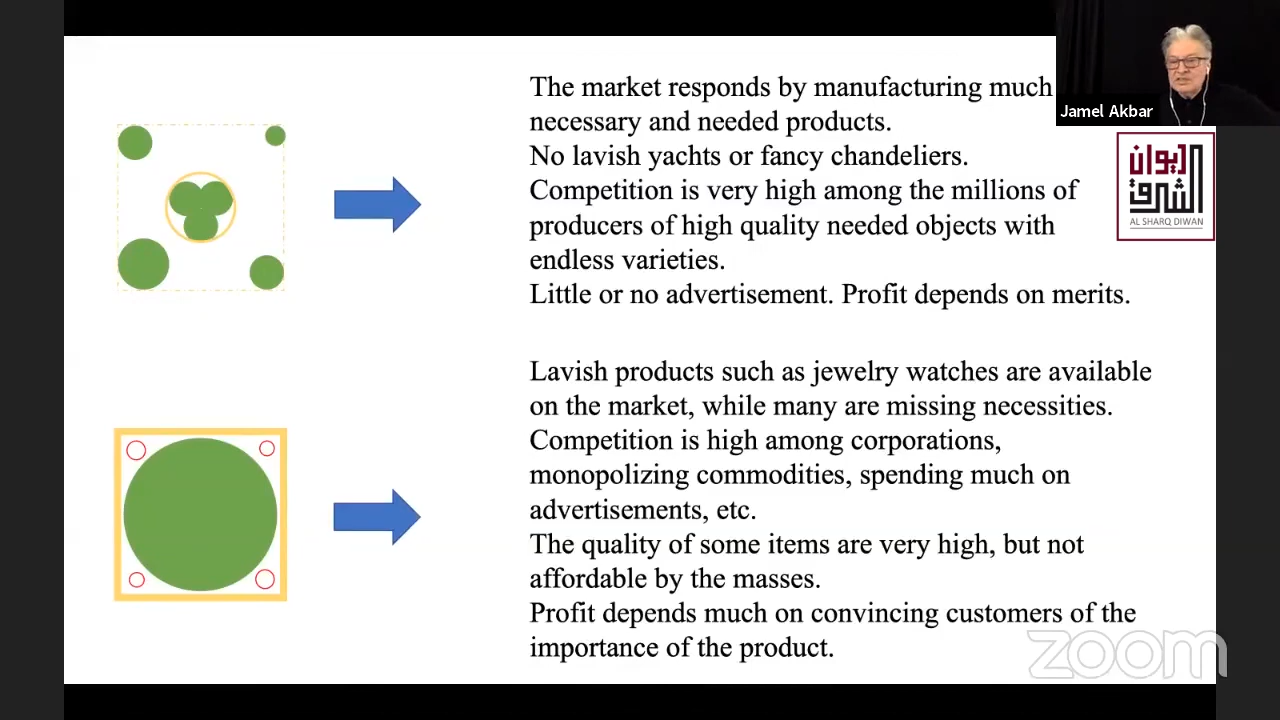 The market responds by manufacturing much
necessary and needed products.
No lavish yachts or fancy chandeliers.
Competition is very high among the millions of
producers of high quality needed objects with
endless varieties.
Little or no advertisement. Profit depends on merits.
Lavish products such as jewelry watches are available
on the market, while many are missing necessities.
Competition is high among corporations,
monopolizing commodities, spending much on
advertisements, etc.
The quality of some items are very high, but not
affordable by the masses.
Profit depends much on convincing customers of the
importance of the product.
Jamel Akbar
ديوان
الشرق
AL SHARQ DIWAN
zoom